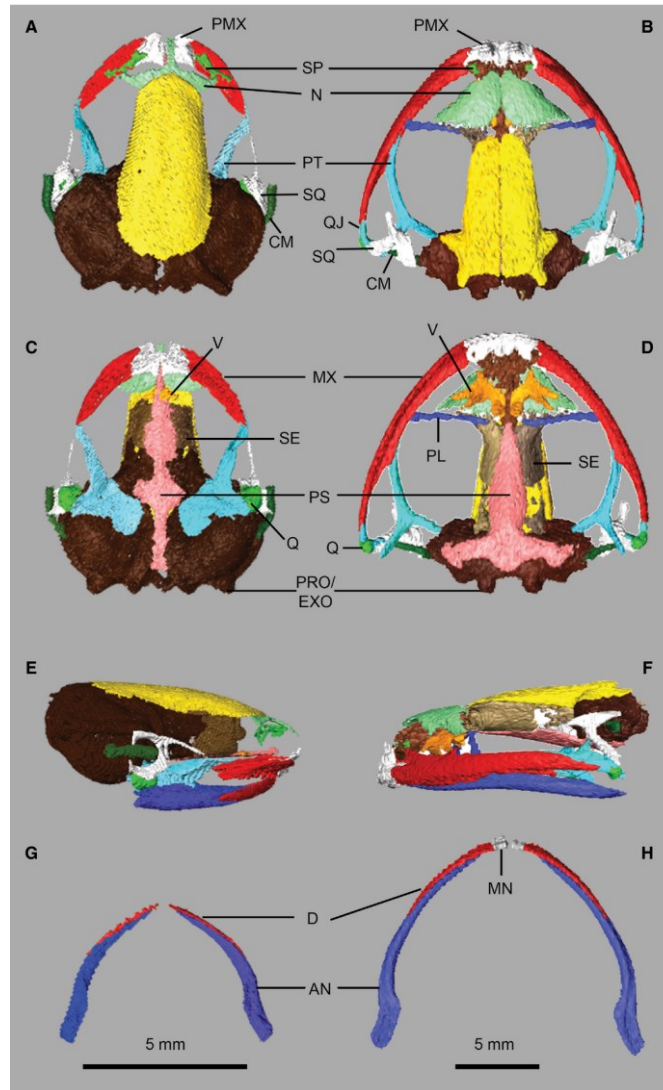 A PMX PMX B
SP
N
PT
SQ QJ
CM SQ
CM
C V V D
MX
SE PL SE
PS
Q Q
PRO/
EXO
E F
G H
MN
D
AN
5 mm 5 mm